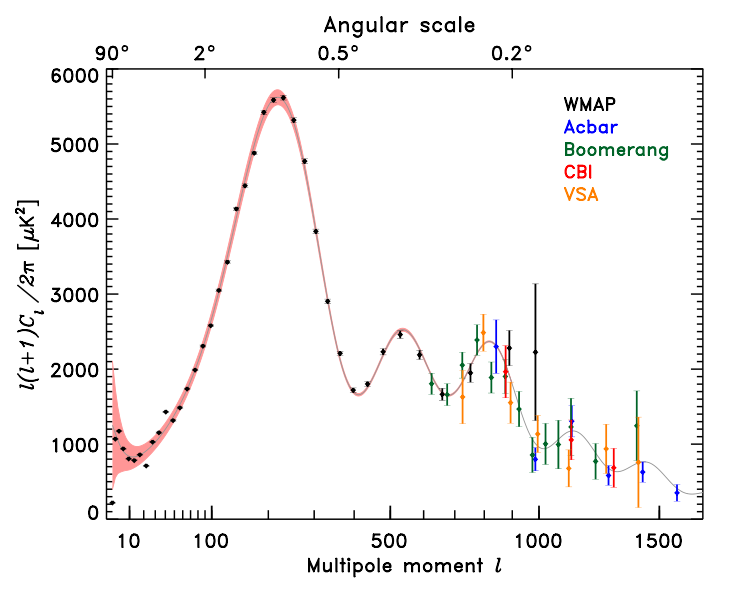 Angular scale
90° 2° 0.5° 0.2°
6000
5000
4000
3000
2000
1000
0
l(l+1)Cₗ/2π [μK²]
WMAP
Acbar
Boomerang
CBI
VSA
10 100 500 1000 1500
Multipole moment l